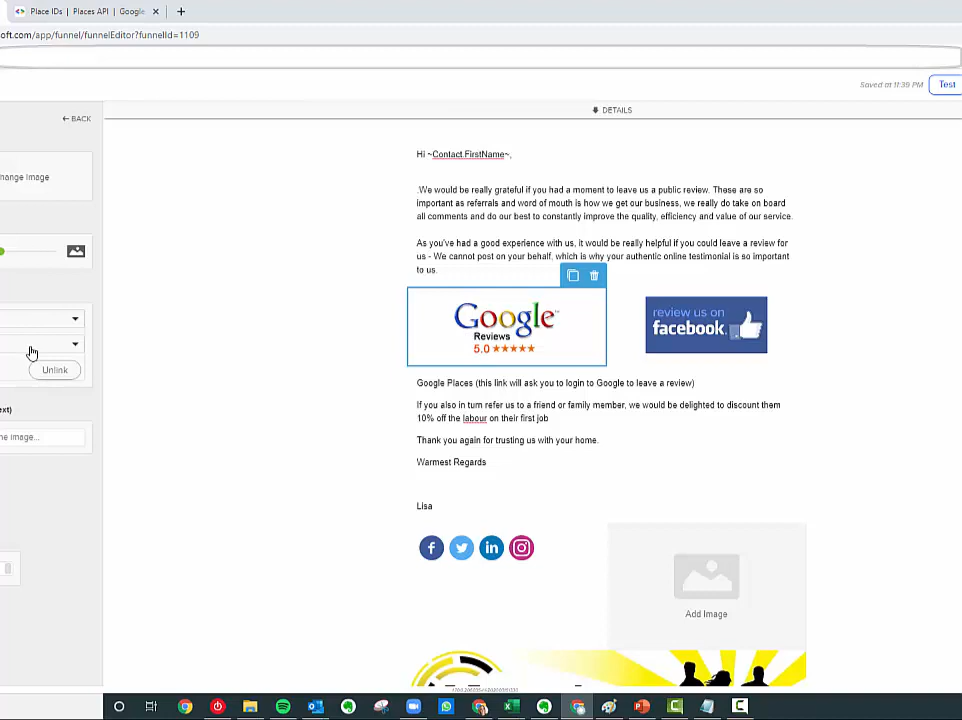 Place IDs | Places API | Google
soft.com/app/funnel/funnelEditor?funnelId=1109
Saved at 11:39 PM
Test
BACK
DETAILS
hange Image
Hi ~Contact.FirstName~,
.We would be really grateful if you had a moment to leave us a public review. These are so
important as referrals and word of mouth is how we get our business, we really do take on board
all comments and do our best to constantly improve the quality, efficiency and value of our service.
As you've had a good experience with us, it would be really helpful if you could leave a review for
us - We cannot post on your behalf, which is why your authentic online testimonial is so important
to us.
Google
Reviews
5.0
review us on
facebook.
Unlink
Google Places (this link will ask you to login to Google to leave a review)
ext)
If you also in turn refer us to a friend or family member, we would be delighted to discount them
10% off the labour on their first job
he image...
Thank you again for trusting us with your home.
Warmest Regards
Lisa
Add Image